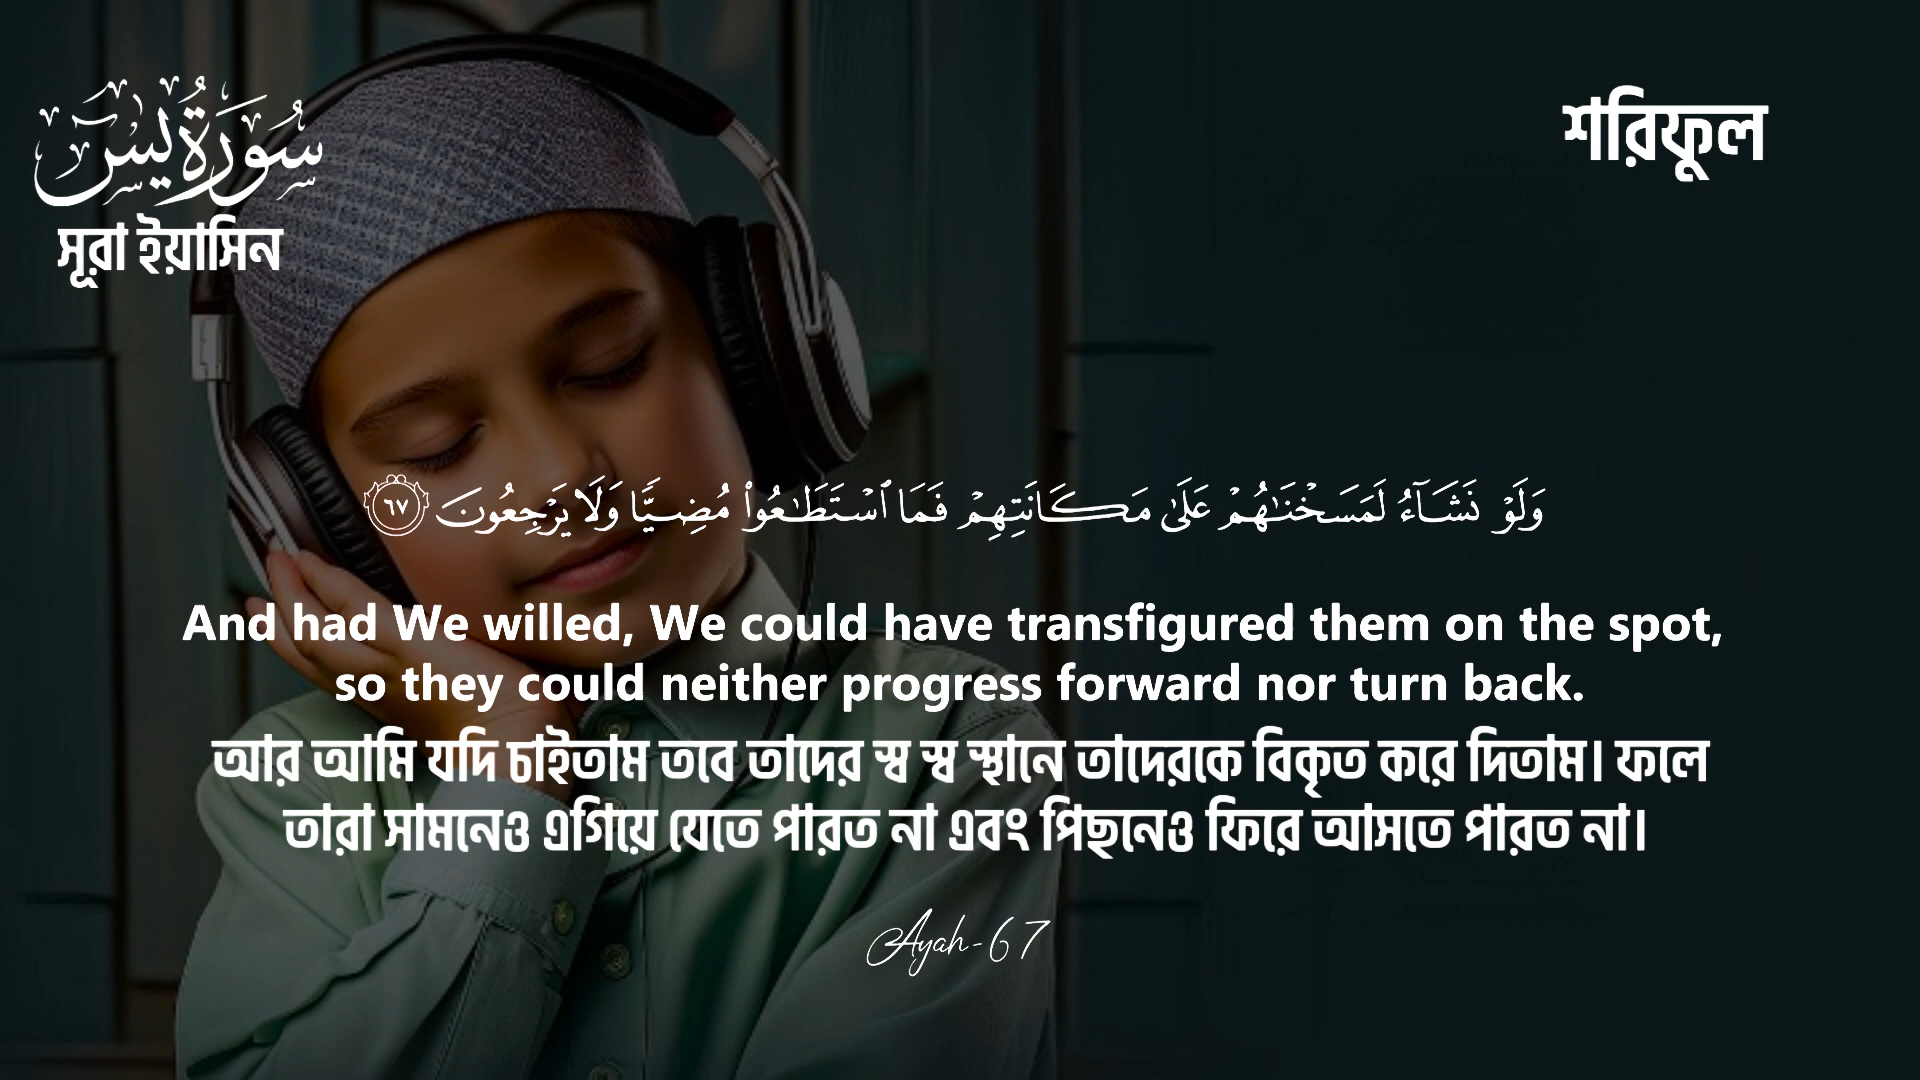 سُورَةُ يسٓ
সূরা ইয়াসিন
শরিফুল
وَلَوْ نَشَآءُ لَمَسَخْنَـٰهُمْ عَلَىٰ مَكَانَتِهِمْ فَمَا ٱسْتَطَـٰعُوا۟ مُضِيًّا وَلَا يَرْجِعُونَ ٦٧
And had We willed, We could have transfigured them on the spot,
so they could neither progress forward nor turn back.
আর আমি যদি চাইতাম তবে তাদের স্ব স্ব স্থানে তাদেরকে বিকৃত করে দিতাম। ফলে
তারা সামনেও এগিয়ে যেতে পারত না এবং পিছনেও ফিরে আসতে পারত না।
Ayah-67